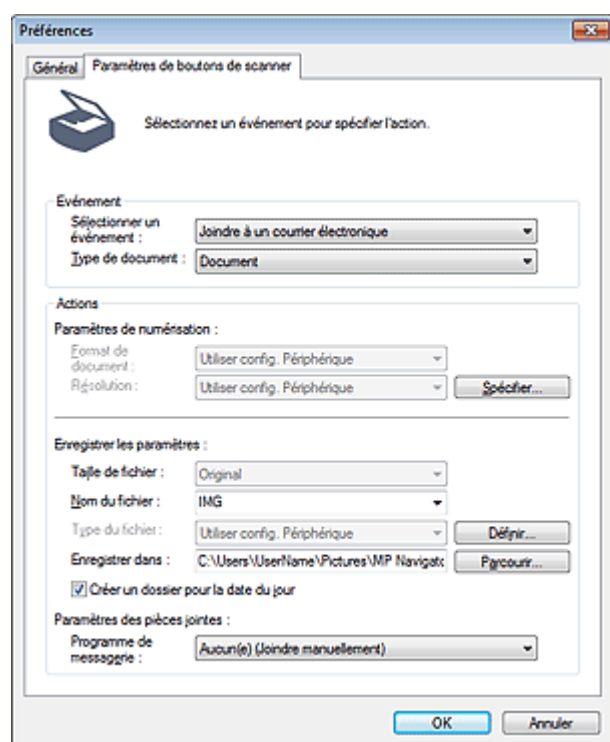 Préférences
Général
Paramètres de boutons de scanner
Sélectionnez un événement pour spécifier l'action.
Evénement
Sélectionner un
événement :
Joindre à un courrier électronique
Type de document :
Document
Actions
Paramètres de numérisation :
Format de
document :
Utiliser config. Périphérique
Résolution :
Utiliser config. Périphérique
Spécifier...
Enregistrer les paramètres :
Taille de fichier :
Original
Nom du fichier :
IMG
Type du fichier :
Utiliser config. Périphérique
Définir...
Enregistrer dans :
C:\Users\UserName\Pictures\MP Navigato
Parcourir...
Créer un dossier pour la date du jour
Paramètres des pièces jointes :
Programme de
messagerie :
Aucun(e) (Joindre manuellement)
OK
Annuler